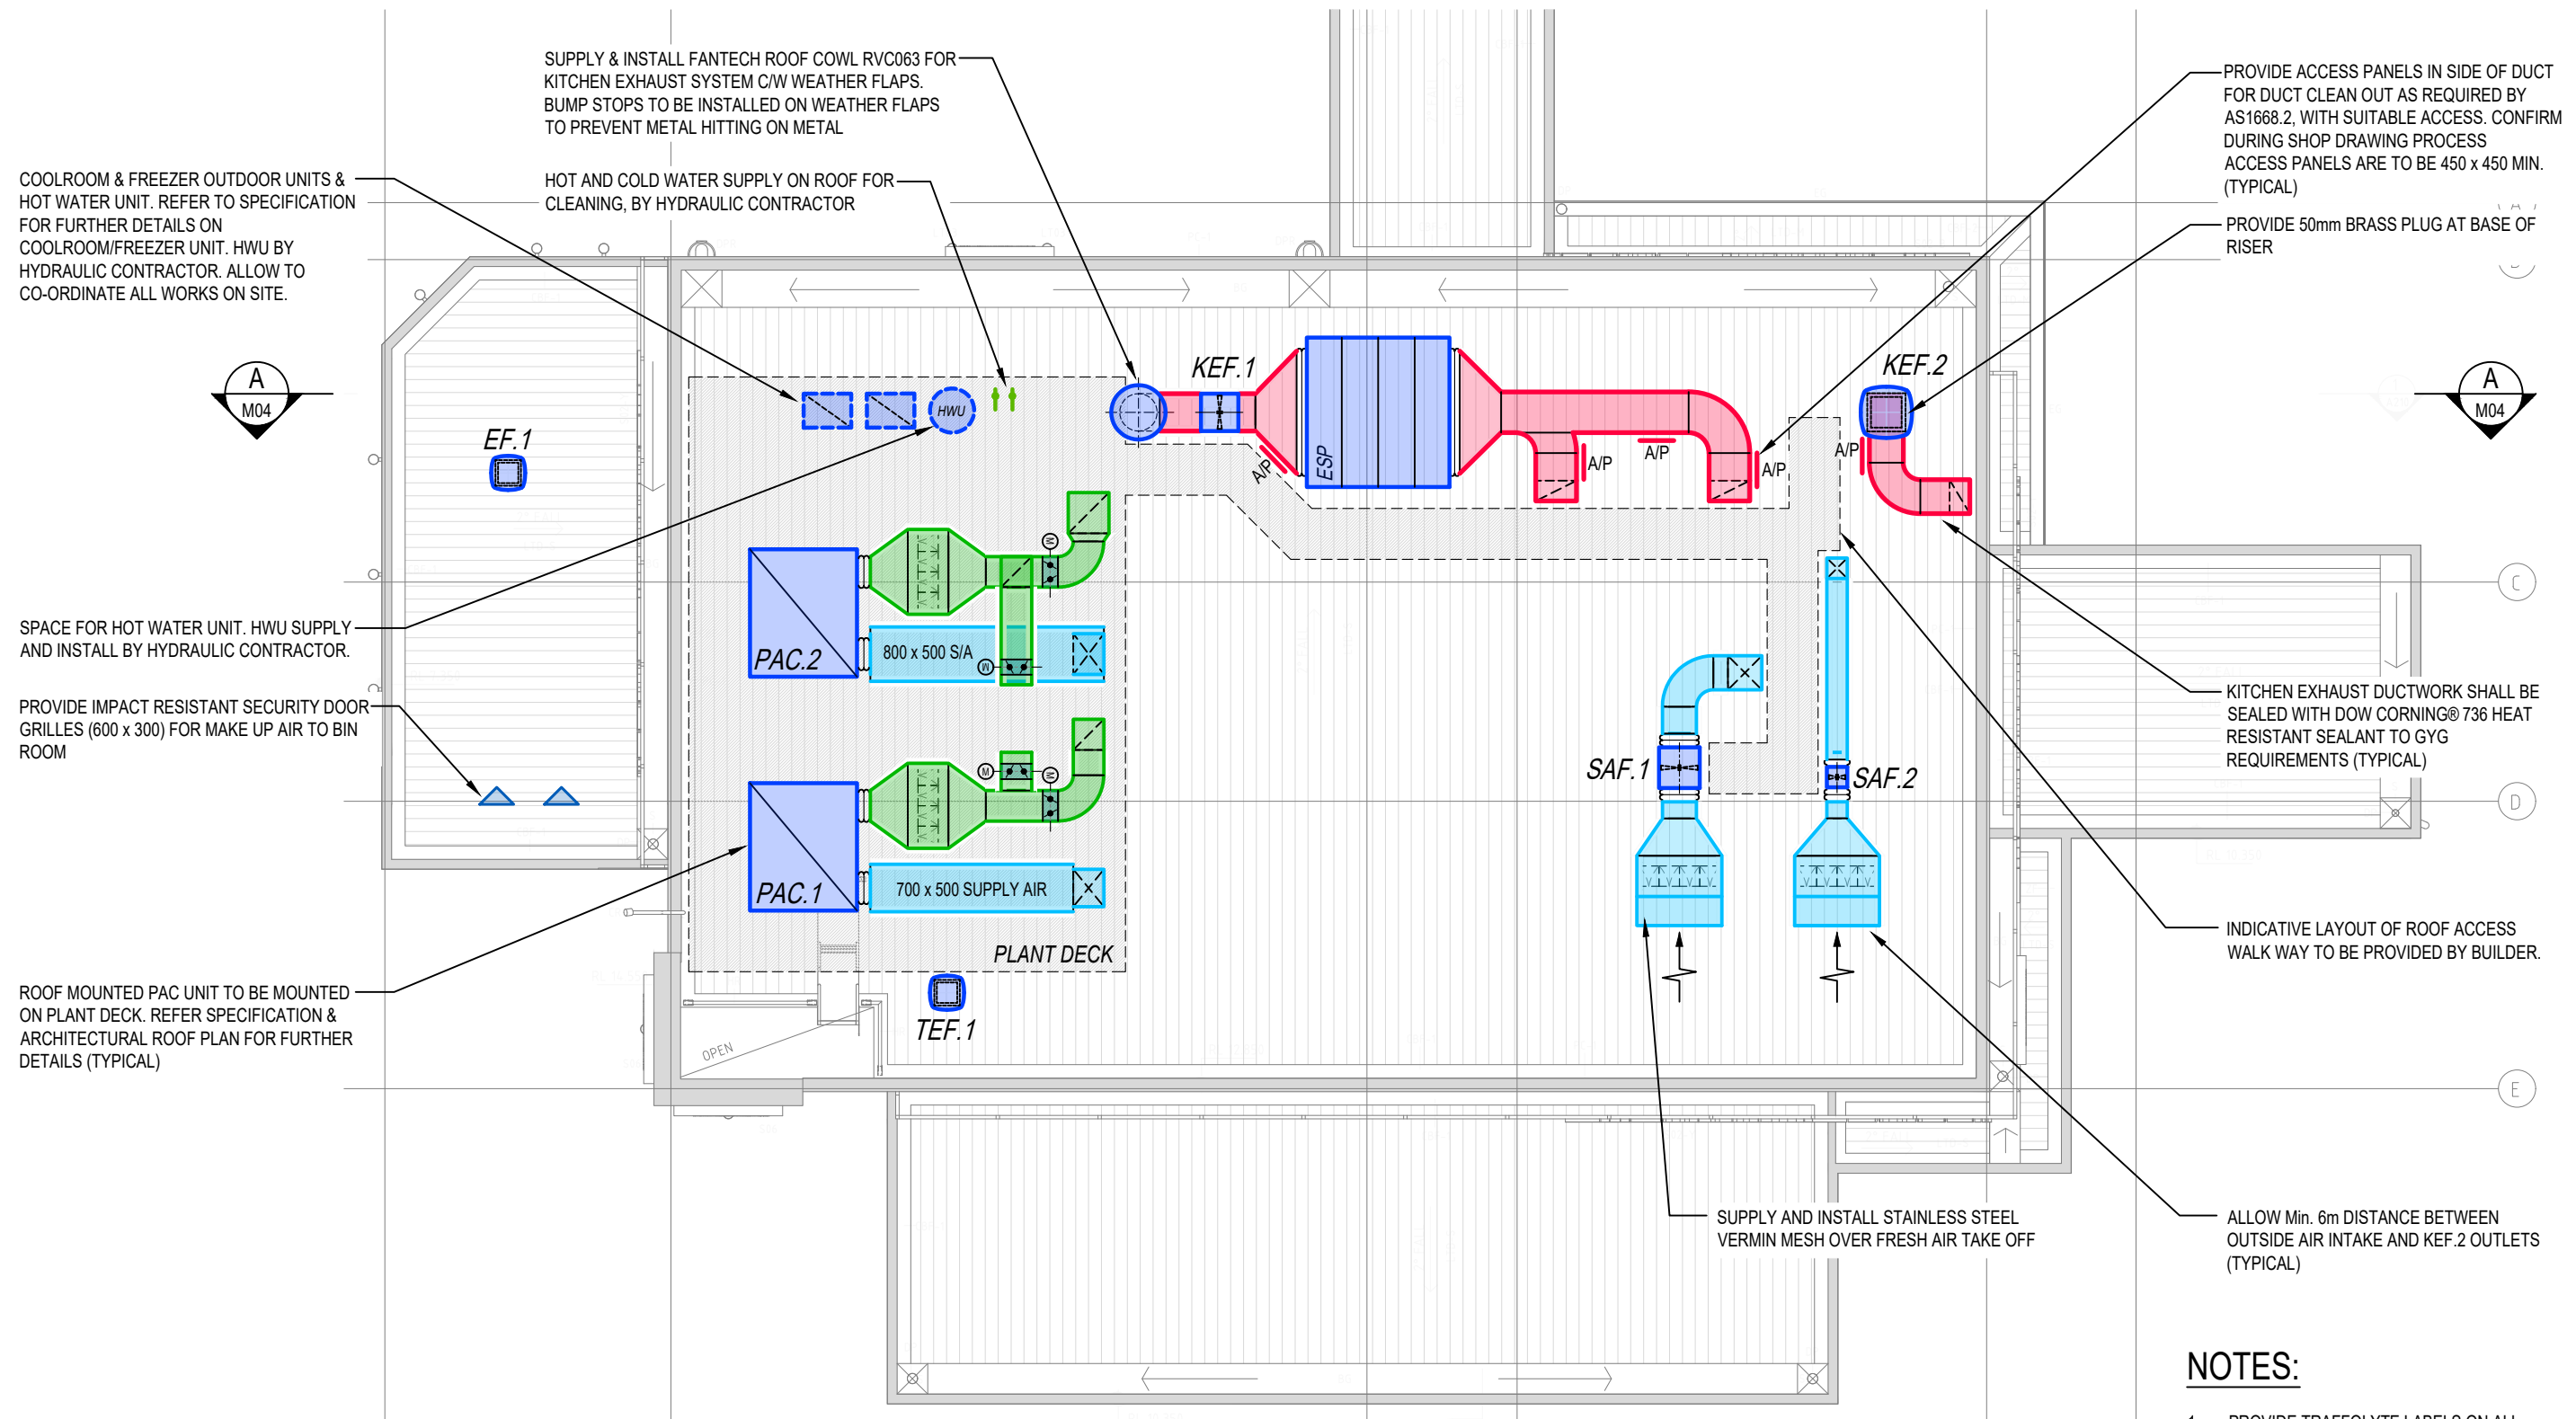 SUPPLY & INSTALL FANTECH ROOF COWL RVC063 FOR
KITCHEN EXHAUST SYSTEM C/W WEATHER FLAPS.
BUMP STOPS TO BE INSTALLED ON WEATHER FLAPS
TO PREVENT METAL HITTING ON METAL
HOT AND COLD WATER SUPPLY ON ROOF FOR
CLEANING, BY HYDRAULIC CONTRACTOR
PROVIDE ACCESS PANELS IN SIDE OF DUCT
FOR DUCT CLEAN OUT AS REQUIRED BY
AS1668.2, WITH SUITABLE ACCESS. CONFIRM
DURING SHOP DRAWING PROCESS
ACCESS PANELS ARE TO BE 450 x 450 MIN.
(TYPICAL)
PROVIDE 50mm BRASS PLUG AT BASE OF
RISER
COOLROOM & FREEZER OUTDOOR UNITS &
HOT WATER UNIT. REFER TO SPECIFICATION
FOR FURTHER DETAILS ON
COOLROOM/FREEZER UNIT. HWU BY
HYDRAULIC CONTRACTOR. ALLOW TO
CO-ORDINATE ALL WORKS ON SITE.
A
M04
EF.1
HWU
KEF.1
ESP
A/P
A/P
A/P
A/P
KEF.2
A/P
A
M04
M
PAC.2
800 x 500 S/A
M
C
SPACE FOR HOT WATER UNIT. HWU SUPPLY
AND INSTALL BY HYDRAULIC CONTRACTOR.
PROVIDE IMPACT RESISTANT SECURITY DOOR
GRILLES (600 x 300) FOR MAKE UP AIR TO BIN
ROOM
KITCHEN EXHAUST DUCTWORK SHALL BE
SEALED WITH DOW CORNING® 736 HEAT
RESISTANT SEALANT TO GYG
REQUIREMENTS (TYPICAL)
M
M
SAF.1
SAF.2
D
PAC.1
700 x 500 SUPPLY AIR
PLANT DECK
INDICATIVE LAYOUT OF ROOF ACCESS
WALK WAY TO BE PROVIDED BY BUILDER.
ROOF MOUNTED PAC UNIT TO BE MOUNTED
ON PLANT DECK. REFER SPECIFICATION &
ARCHITECTURAL ROOF PLAN FOR FURTHER
DETAILS (TYPICAL)
OPEN
TEF.1
E
SUPPLY AND INSTALL STAINLESS STEEL
VERMIN MESH OVER FRESH AIR TAKE OFF
ALLOW Min. 6m DISTANCE BETWEEN
OUTSIDE AIR INTAKE AND KEF.2 OUTLETS
(TYPICAL)
NOTES:
PROVIDE TRAFFOLYTE LABELS ON ALL